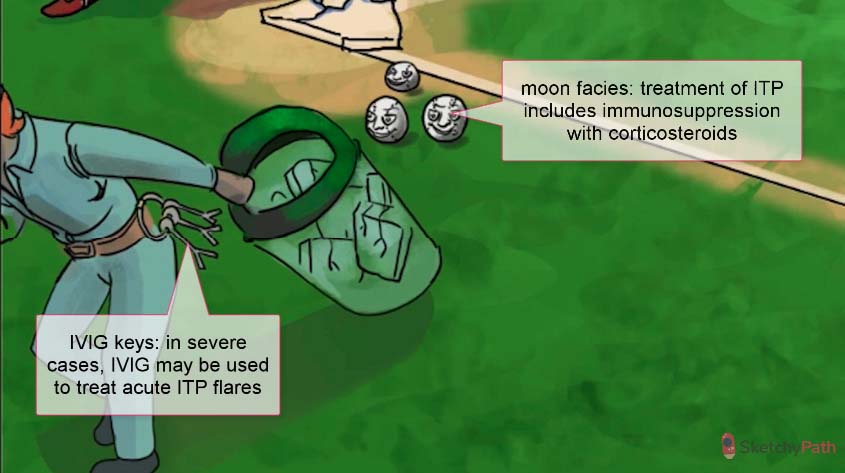 moon facies: treatment of ITP
includes immunosuppression
with corticosteroids
IVIG keys: in severe
cases, IVIG may be used
to treat acute ITP flares
SketchyPath